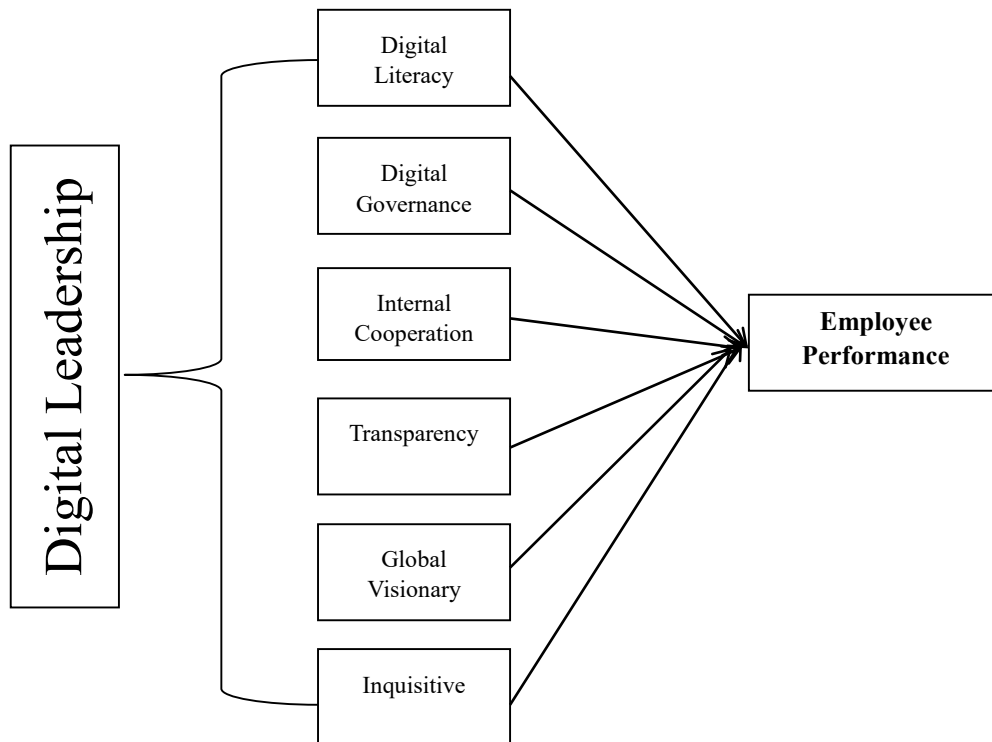 Digital Leadership
Digital
Literacy
Digital
Governance
Internal
Cooperation
Transparency
Global
Visionary
Inquisitive
Employee
Performance